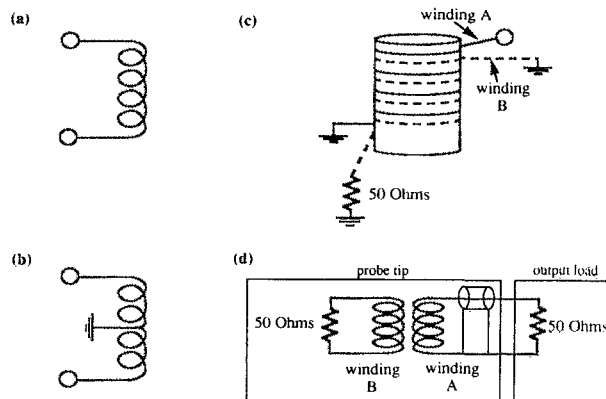 (a)
(c)
winding A
winding
B
50 Ohms
(b)
(d)
probe tip
output load
50 Ohms
50 Ohms
winding
B
winding
A